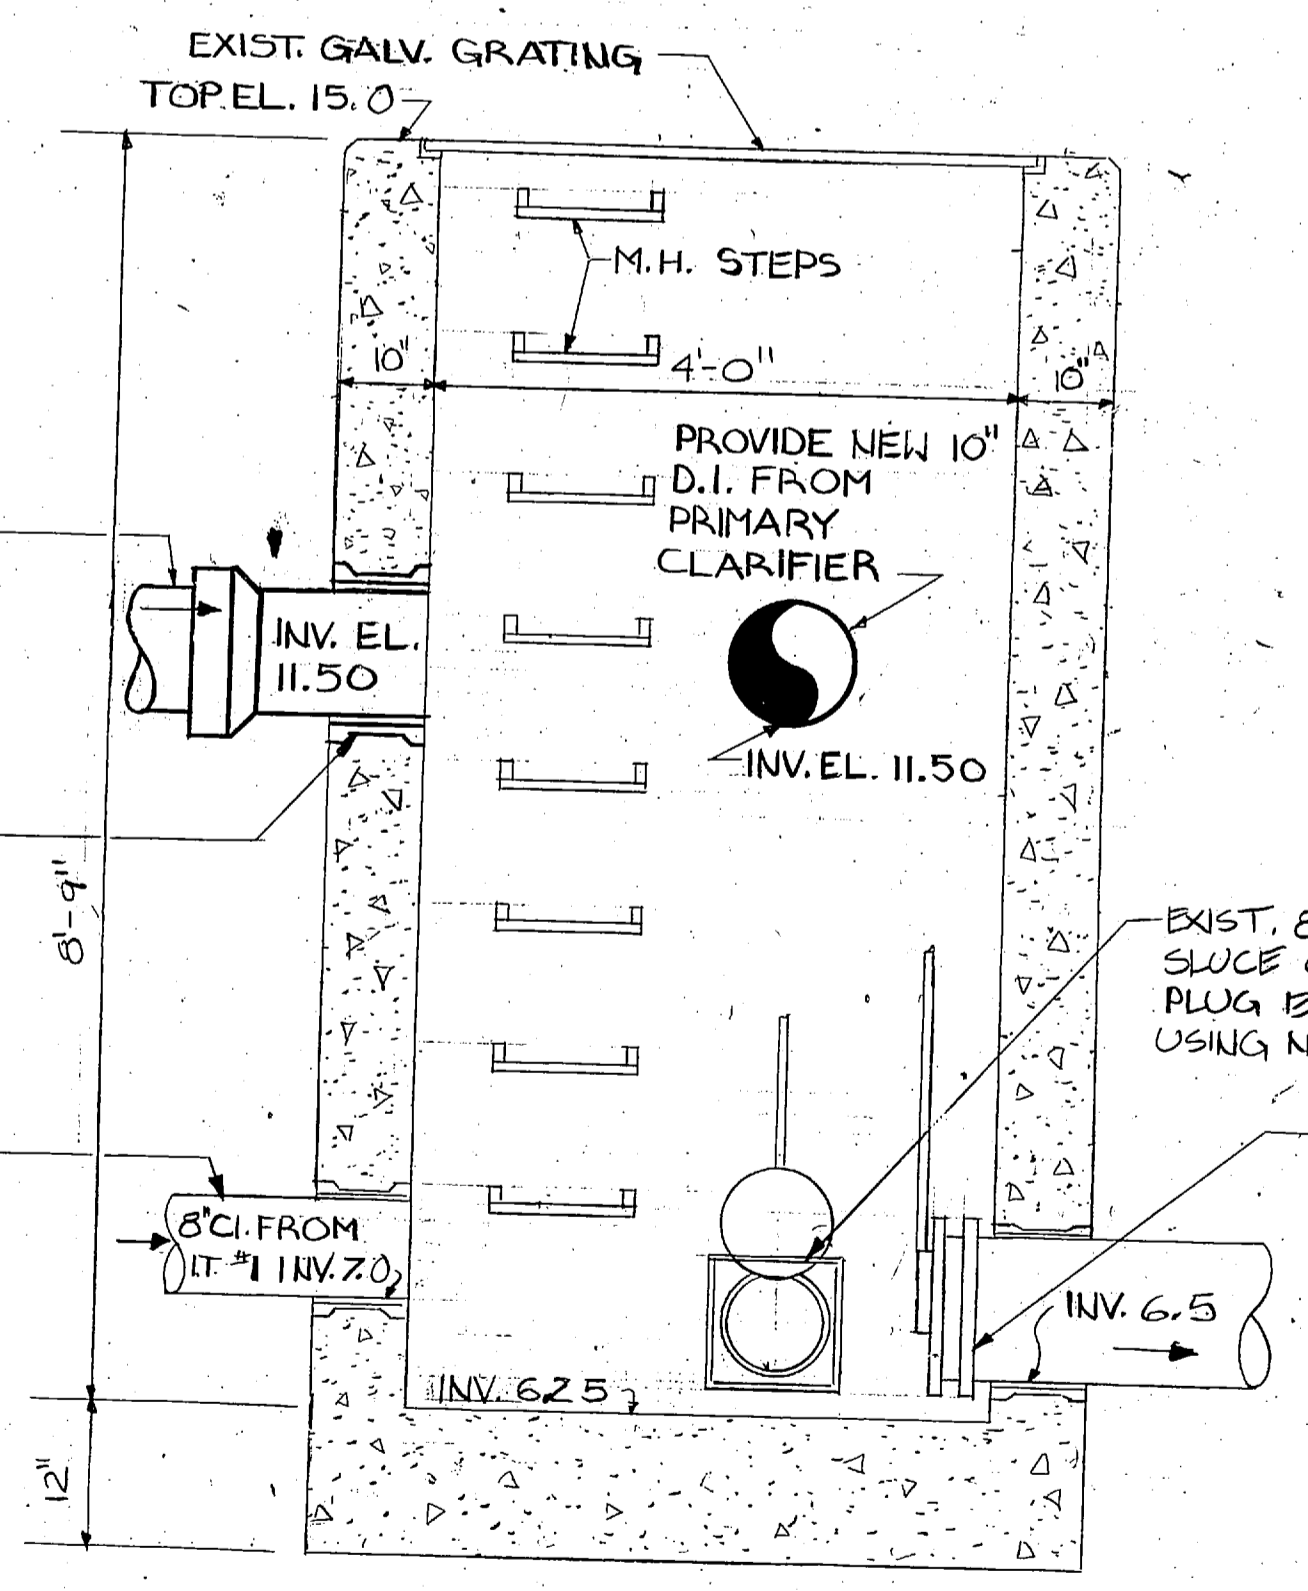 EXIST. GALV. GRATING
TOP EL. 15.0
M.H. STEPS
10"
4'-0"
10"
PROVIDE NEW 10"
D.I. FROM
PRIMARY
CLARIFIER
INV. EL.
11.50
INV. EL. 11.50
8'-9"
EXIST. 8
SLUCE
PLUG
USING N
8" CI. FROM
I.T. #1 INV. 7.0
INV. 6.5
INV. 6.25
12"